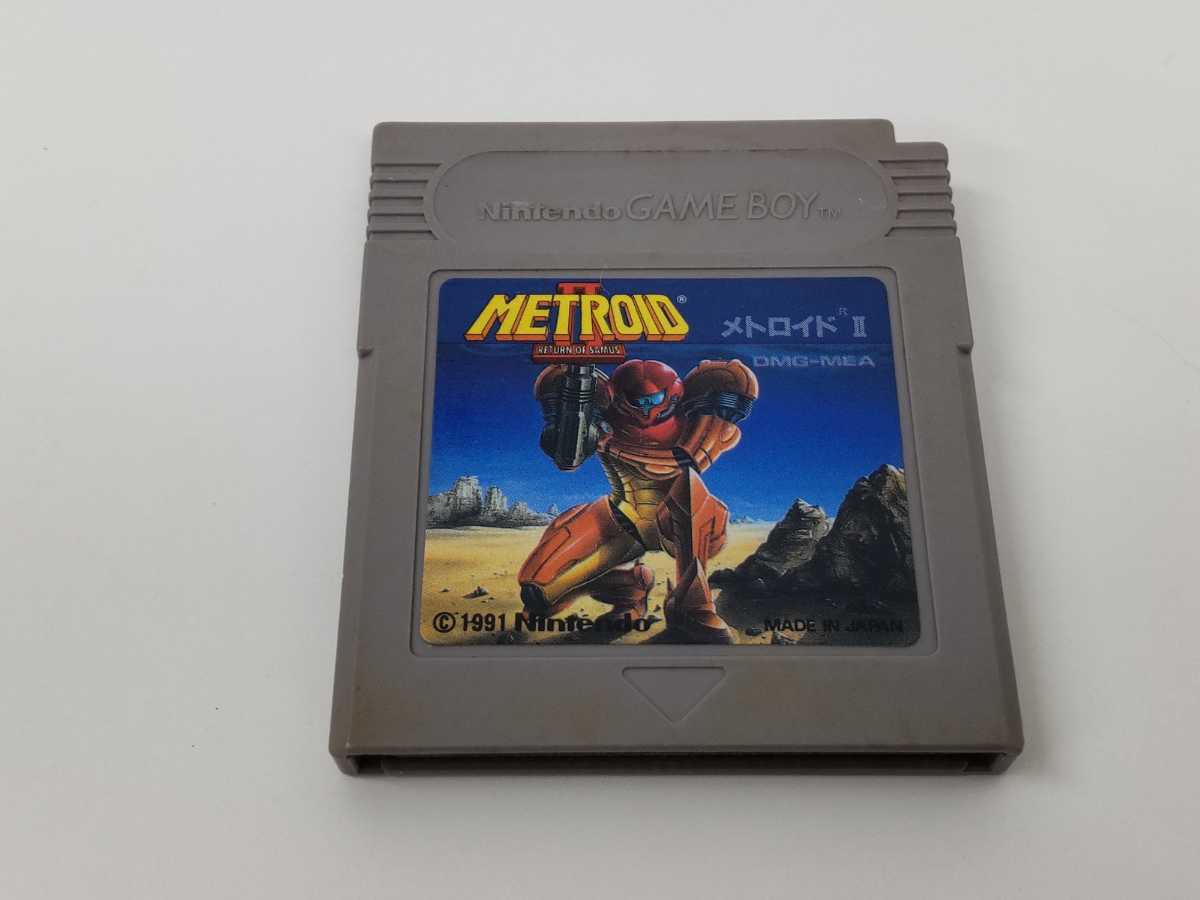 Nintendo GAME BOY™
METROID® II
RETURN OF SAMUS
メトロイド® II
DMG-MEA
© 1991 Nintendo
MADE IN JAPAN